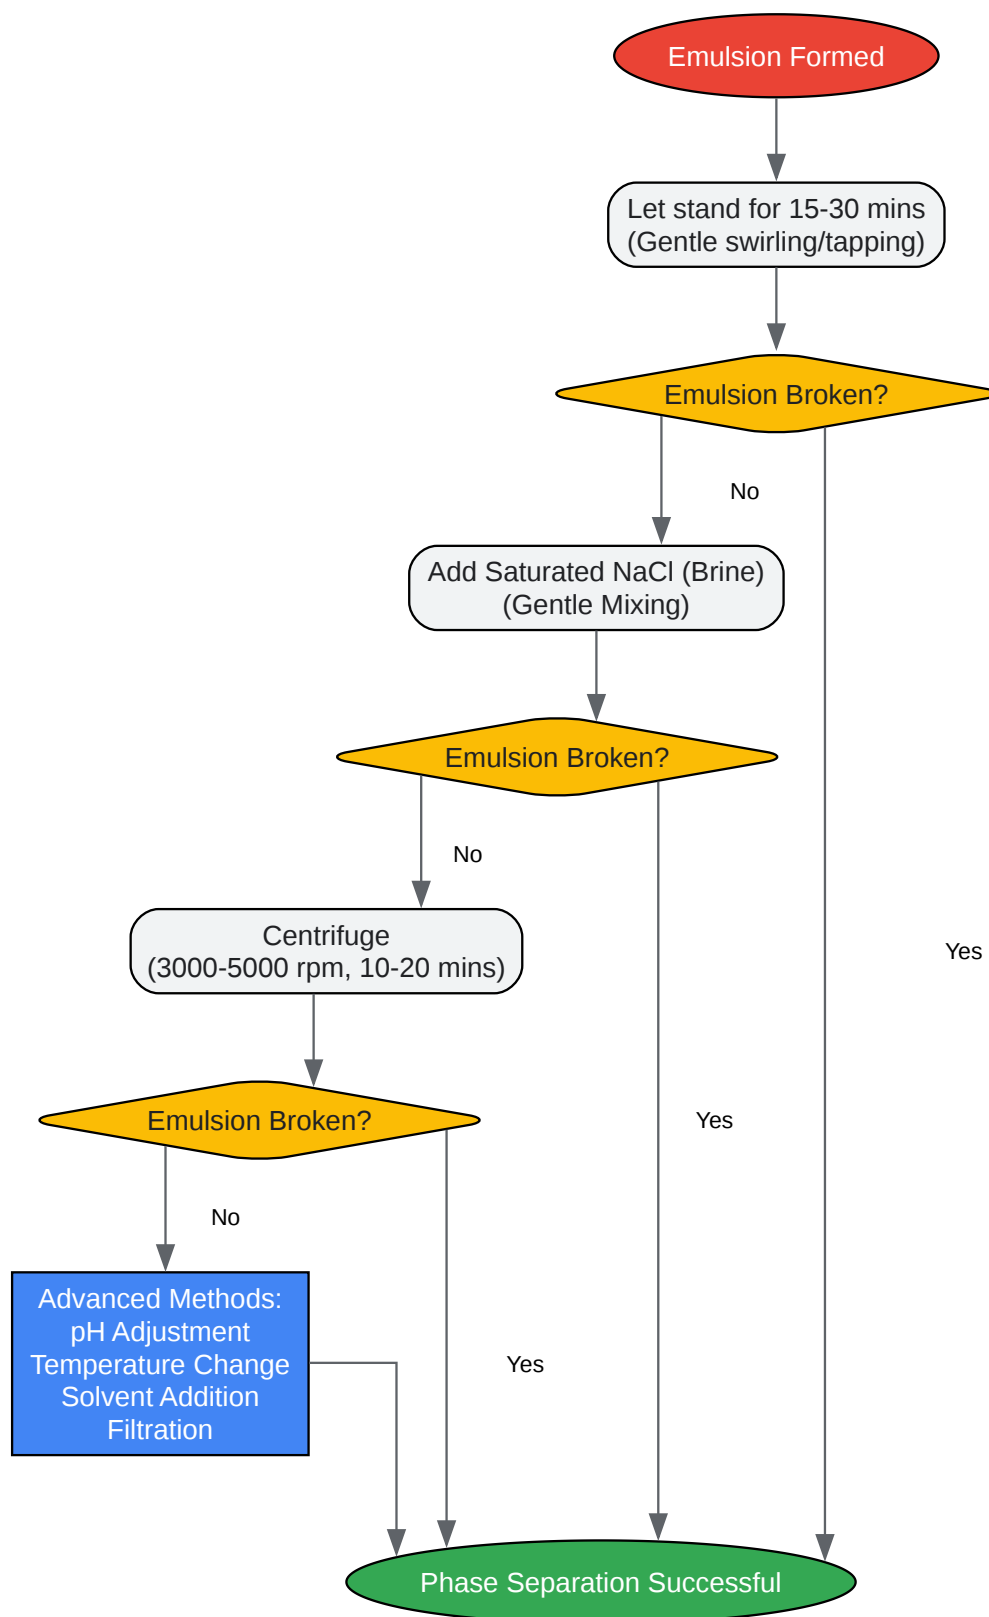 Emulsion Formed
Let stand for 15-30 mins
(Gentle swirling/tapping)
Emulsion Broken?
No
Add Saturated NaCl (Brine)
(Gentle Mixing)
Emulsion Broken?
No
Centrifuge
(3000-5000 rpm, 10-20 mins)
Yes
Emulsion Broken?
Yes
No
Advanced Methods:
pH Adjustment
Temperature Change
Solvent Addition
Filtration
Yes
Phase Separation Successful